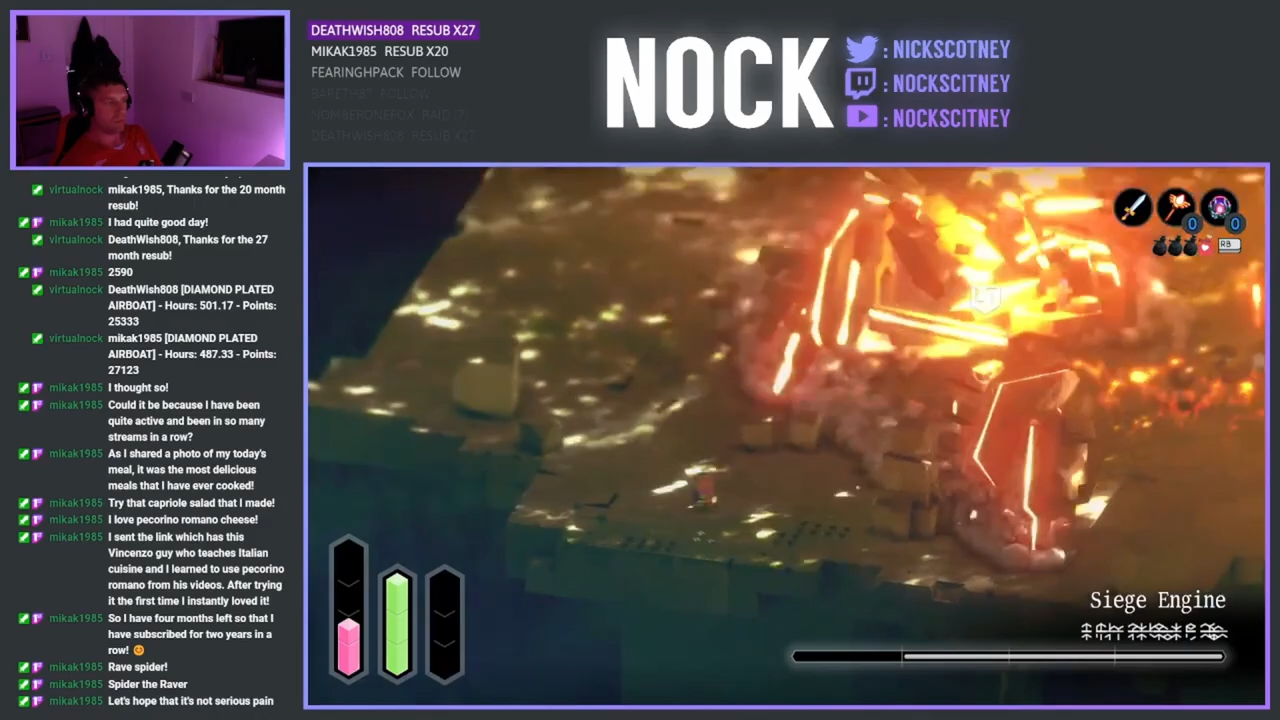 DEATHWISH808 RESUB X27
MIKAK1985 RESUB X20
FEARINGHPACK FOLLOW
NOMBERONEFOX RAID
DEATHWISH808 RESUB X27
NOCK
: NICKSCOTNEY
: NOCKSCITNEY
: NOCKSCITNEY
virtualnock mikak1985, Thanks for the 20 month
resub!
mikak1985 I had quite good day!
virtualnock DeathWish808, Thanks for the 27
month resub!
mikak1985 2590
virtualnock DeathWish808 [DIAMOND PLATED
AIRBOAT] - Hours: 501.17 - Points:
25333
virtualnock mikak1985 [DIAMOND PLATED
AIRBOAT] - Hours: 487.33 - Points:
27123
mikak1985 I thought so!
mikak1985 Could it be because I have been
quite active and been in so many
streams in a row?
mikak1985 As I shared a photo of my today's
meal, it was the most delicious
meals that I have ever cooked!
mikak1985 Try that capriole salad that I made!
mikak1985 I love pecorino romano cheese!
mikak1985 I sent the link which has this
Vincenzo guy who teaches Italian
cuisine and I learned to use pecorino
romano from his videos. After trying
it the first time I instantly loved it!
mikak1985 So I have four months left so that I
have subscribed for two years in a
row!
mikak1985 Rave spider!
mikak1985 Spider the Raver
mikak1985 Let's hope that it's not serious pain
0 0
RB
Siege Engine